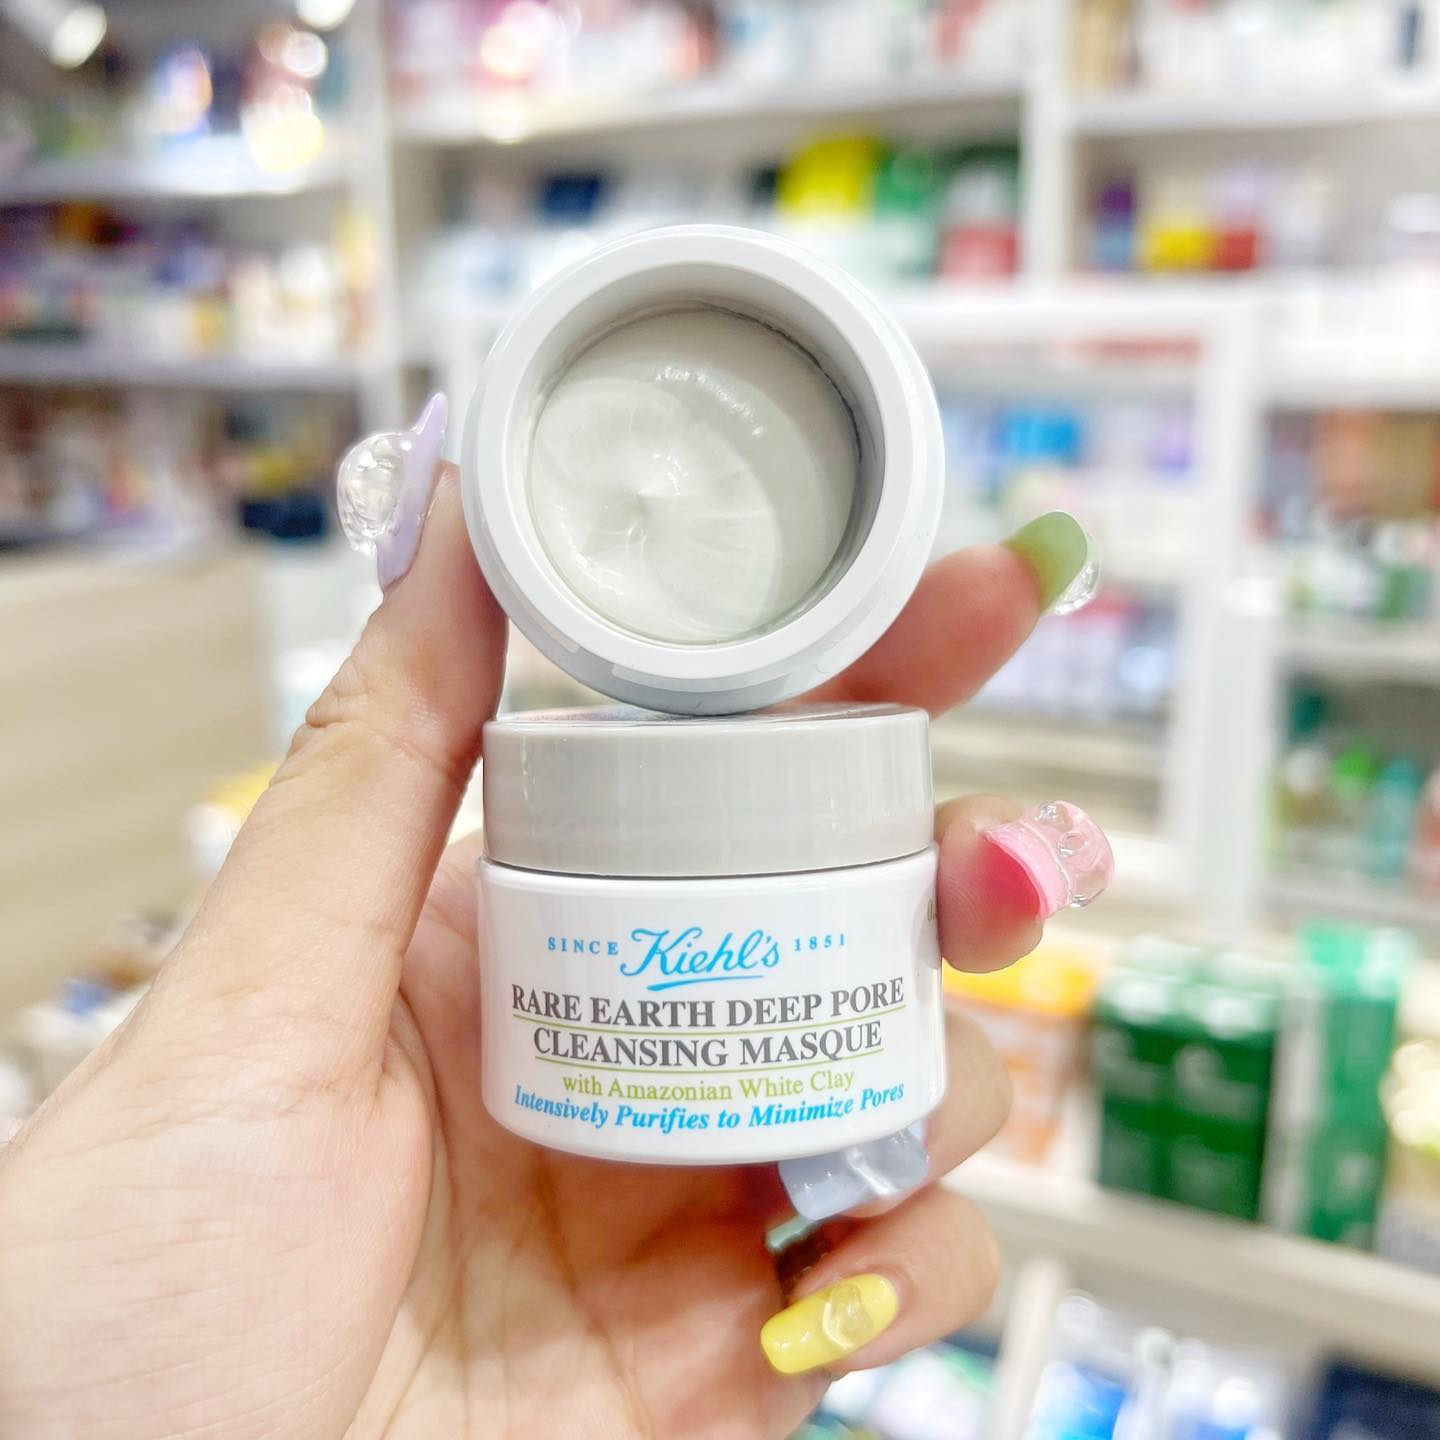 SINCE Kiehl's 1851
RARE EARTH DEEP PORE
CLEANSING MASQUE
with Amazonian White Clay
Intensively Purifies to Minimize Pores